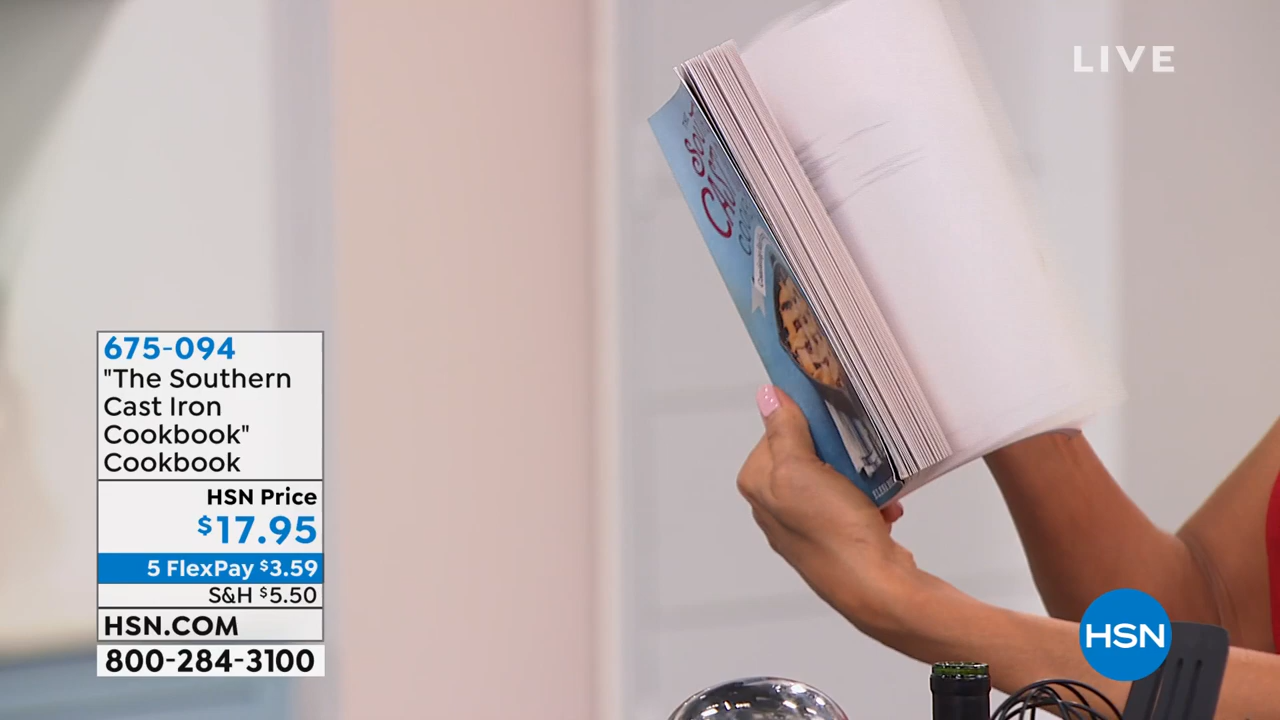 LIVE
675-094
"The Southern
Cast Iron
Cookbook"
Cookbook
HSN Price
$17.95
5 FlexPay $3.59
S&H $5.50
HSN.COM
800-284-3100
HSN